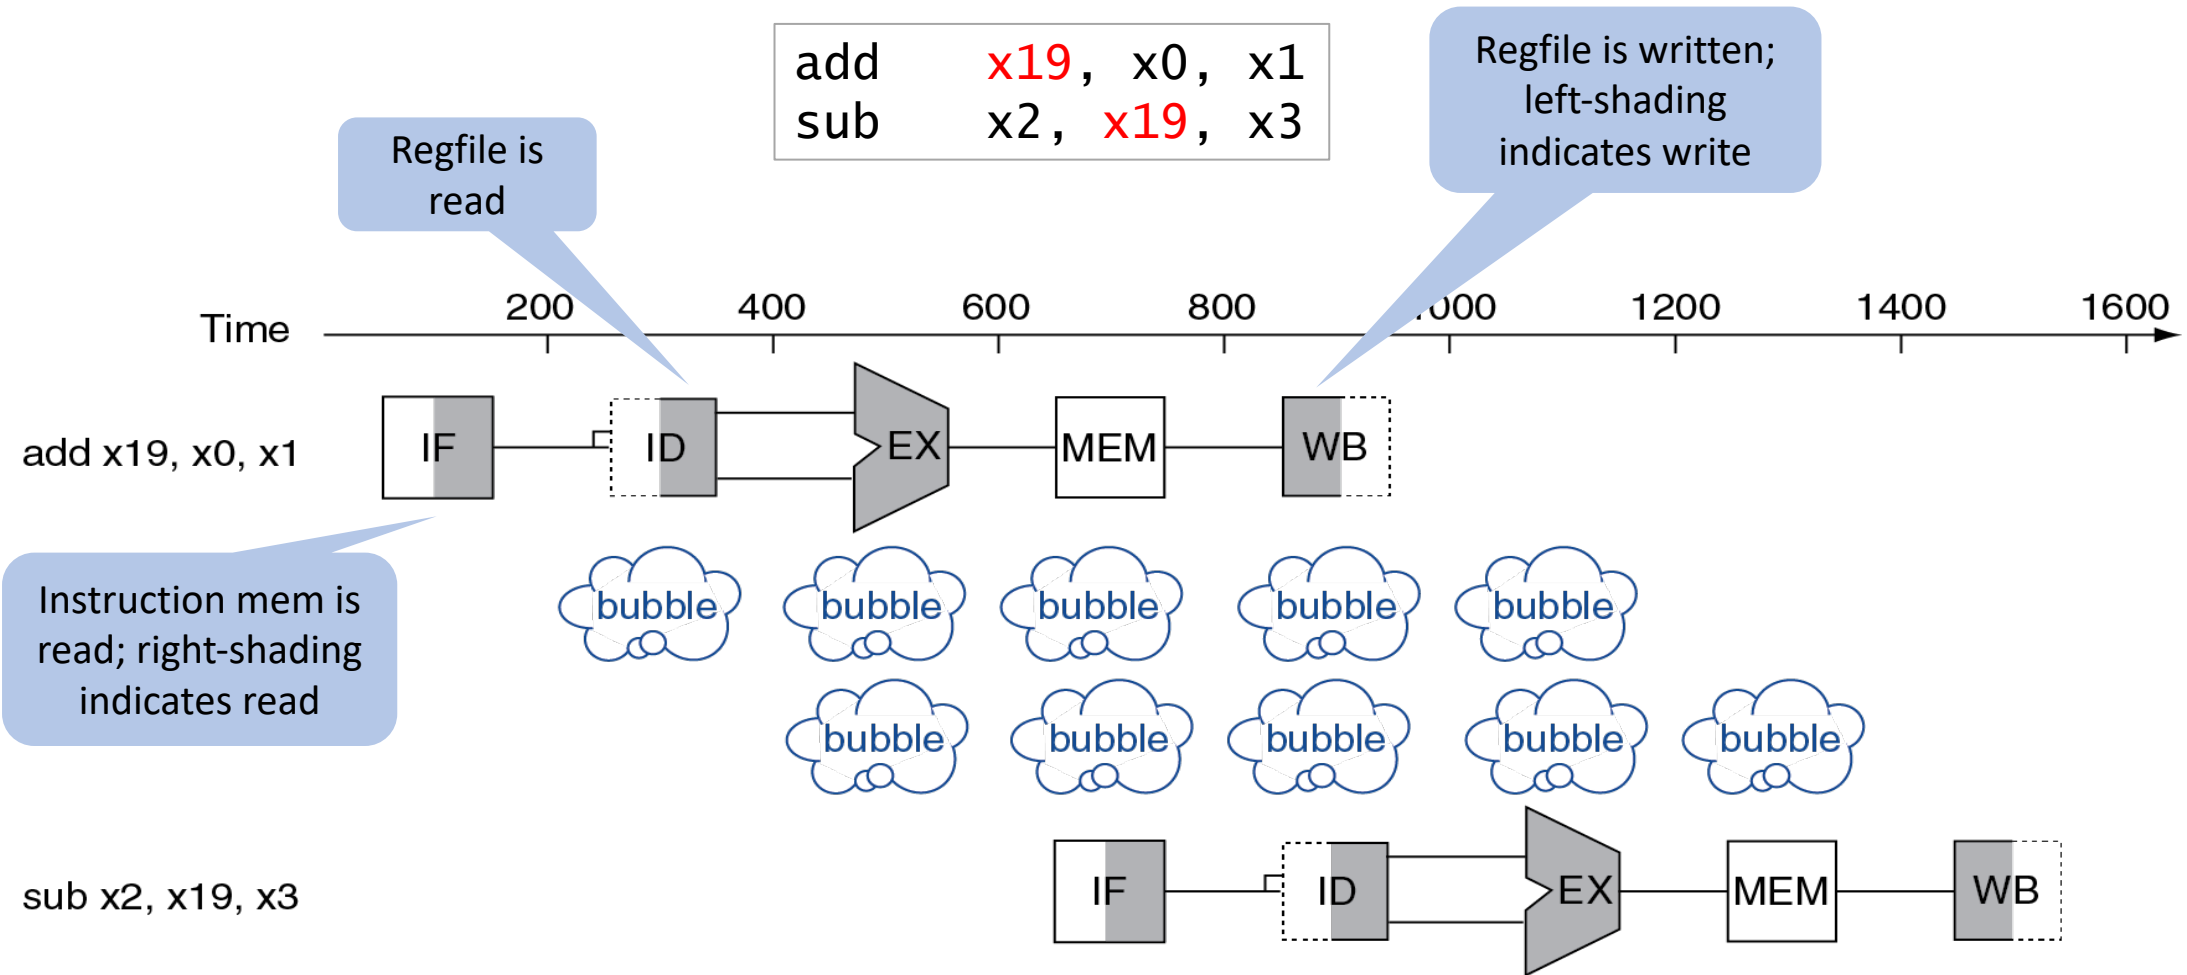 add x19, x0, x1
sub x2, x19, x3
Regfile is written;
left-shading
indicates write
Regfile is
read
Time
200
400
600
800
000
1200
1400
1600
add x19, x0, x1
IF
ID
EX
MEM
WB
Instruction mem is
read; right-shading
indicates read
bubble
bubble
bubble
bubble
bubble
bubble
bubble
bubble
bubble
bubble
sub x2, x19, x3
IF
ID
EX
MEM
WB